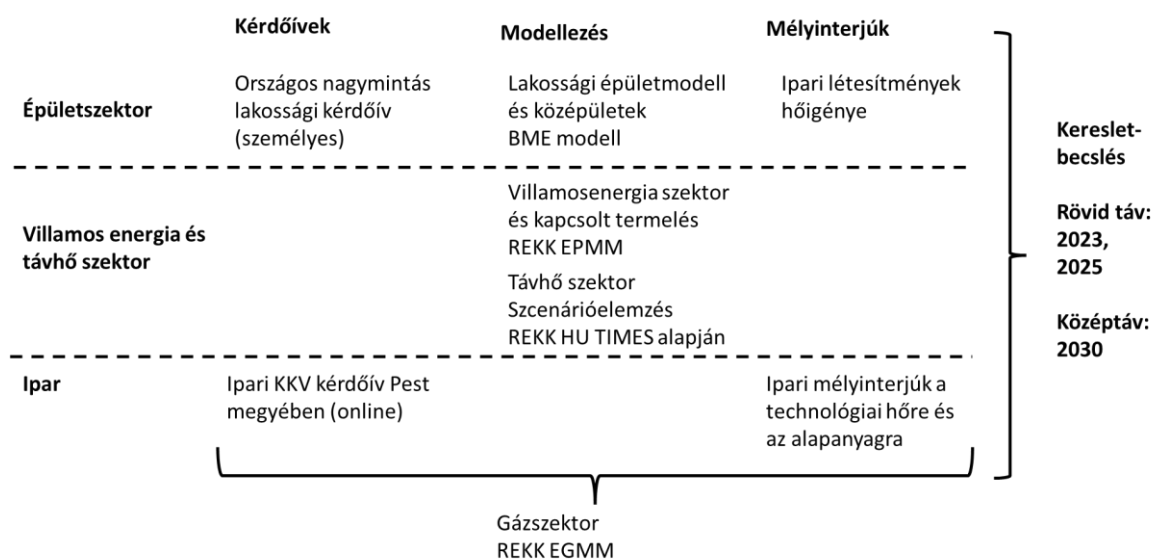 Kérdőívek
Modellezés
Mélyinterjúk
Épületszektor
Országos nagymintás
lakossági kérdőív
(személyes)
Lakossági épületmodell
és középületek
BME modell
Ipari létesítmények
hőigénye
Villamos energia és
távhő szektor
Villamosenergia szektor
és kapcsolt termelés
REKK EPMM
Távhő szektor
Szcenárióelemzés
REKK HU TIMES alapján
Ipar
Ipari KKV kérdőív Pest
megyében (online)
Ipari mélyinterjúk a
technológiai hőre és
az alapanyagra
Kereslet-
becslés
Rövid táv:
2023,
2025
Középtáv:
2030
Gázszektor
REKK EGMM